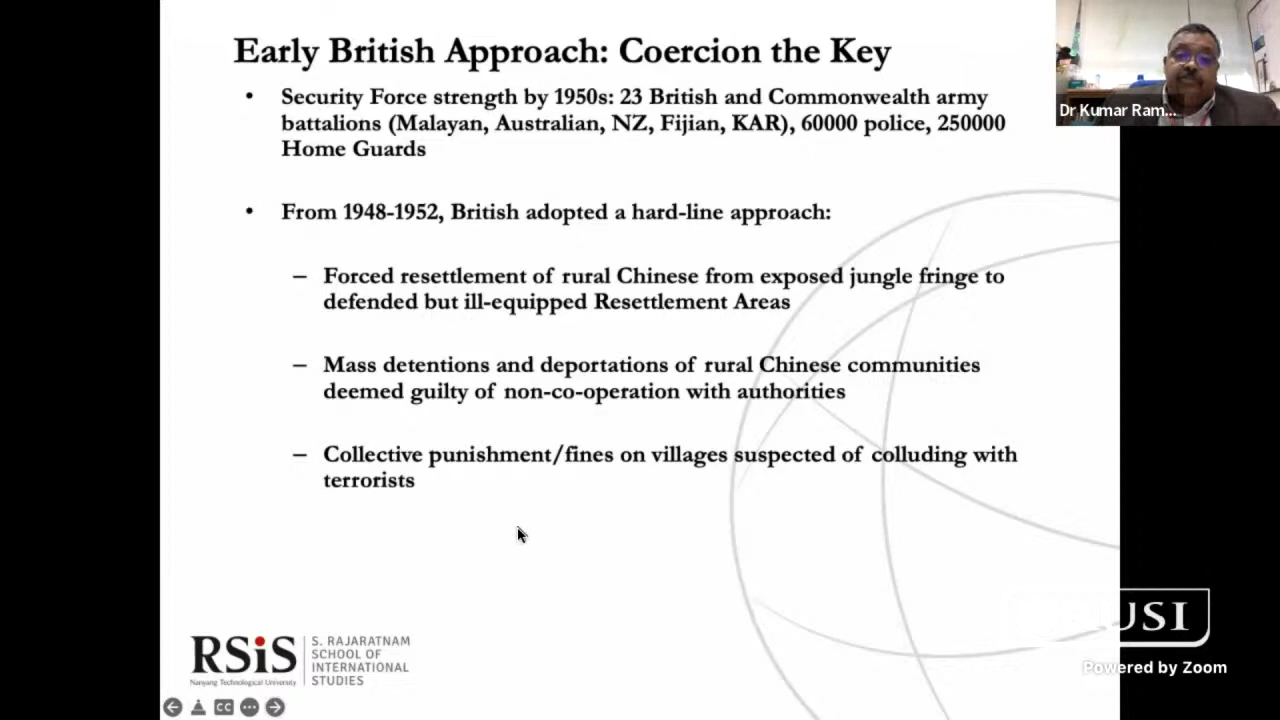 Early British Approach: Coercion the Key
• Security Force strength by 1950s: 23 British and Commonwealth army
battalions (Malayan, Australian, NZ, Fijian, KAR), 60000 police, 250000
Home Guards
• From 1948-1952, British adopted a hard-line approach:
– Forced resettlement of rural Chinese from exposed jungle fringe to
defended but ill-equipped Resettlement Areas
– Mass detentions and deportations of rural Chinese communities
deemed guilty of non-co-operation with authorities
– Collective punishment/fines on villages suspected of colluding with
terrorists
Dr Kumar Ram...
RSiS
Nanyang Technological University
S. RAJARATNAM
SCHOOL OF
INTERNATIONAL
STUDIES
CC
USI
Powered by Zoom